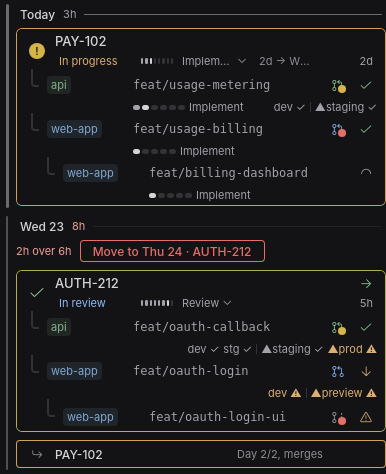 Today 3h
PAY-102
In progress Implem... 2d → W... 2d
api feat/usage-metering
Implement dev ✓ ▲staging ✓
web-app feat/usage-billing
Implement
web-app feat/billing-dashboard
Implement
Wed 23 8h
2h over 6h Move to Thu 24 · AUTH-212
AUTH-212
In review Review 5h
api feat/oauth-callback
dev ✓ stg ✓ ▲staging ✓ ▲prod ⚠
web-app feat/oauth-login
dev ⚠ ▲preview ⚠
web-app feat/oauth-login-ui
PAY-102 Day 2/2, merges